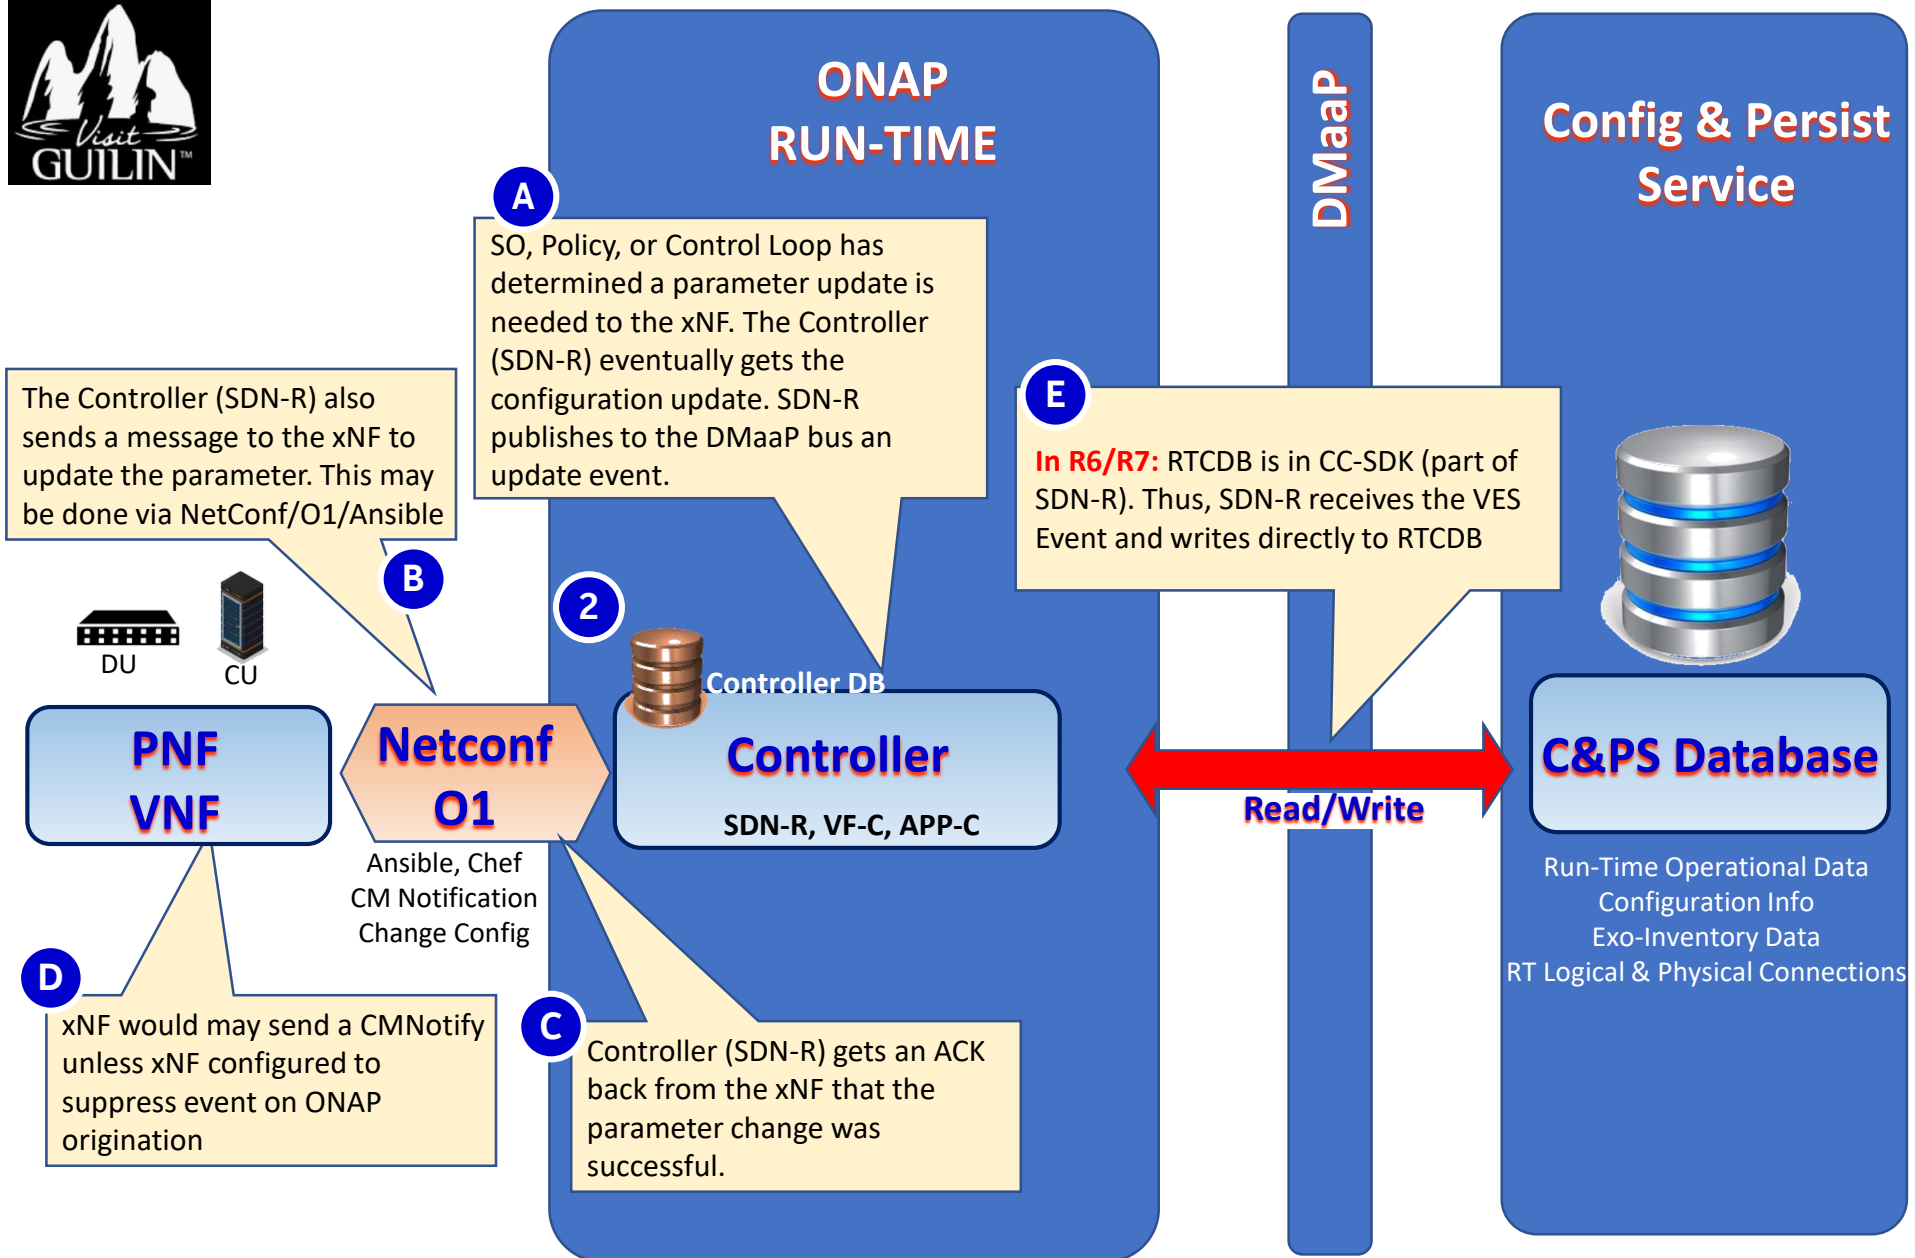 Visit
GUILIN™
ONAP
RUN-TIME
DMaaP
Config & Persist
Service
A
SO, Policy, or Control Loop has
determined a parameter update is
needed to the xNF. The Controller
(SDN-R) eventually gets the
configuration update. SDN-R
publishes to the DMaaP bus an
update event.
The Controller (SDN-R) also
sends a message to the xNF to
update the parameter. This may
be done via NetConf/O1/Ansible
B
E
In R6/R7: RTCDB is in CC-SDK (part of
SDN-R). Thus, SDN-R receives the VES
Event and writes directly to RTCDB
2
DU
CU
Controller DB
PNF
VNF
Netconf
O1
Ansible, Chef
CM Notification
Change Config
Controller
SDN-R, VF-C, APP-C
Read/Write
C&PS Database
Run-Time Operational Data
Configuration Info
Exo-Inventory Data
RT Logical & Physical Connections
D
xNF would may send a CMNotify
unless xNF configured to
suppress event on ONAP
origination
C
Controller (SDN-R) gets an ACK
back from the xNF that the
parameter change was
successful.